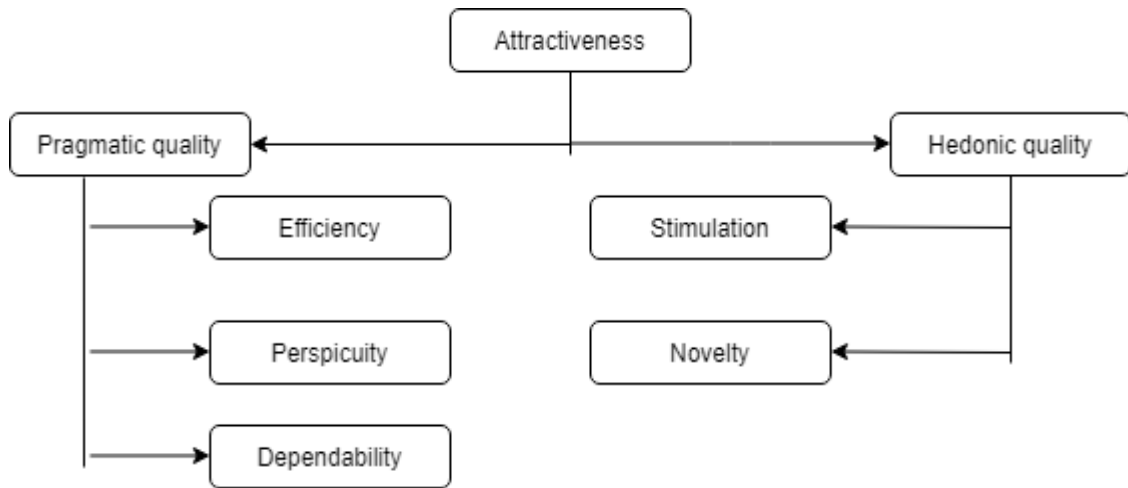 Attractiveness
Pragmatic quality
Hedonic quality
Efficiency
Stimulation
Perspicuity
Novelty
Dependability